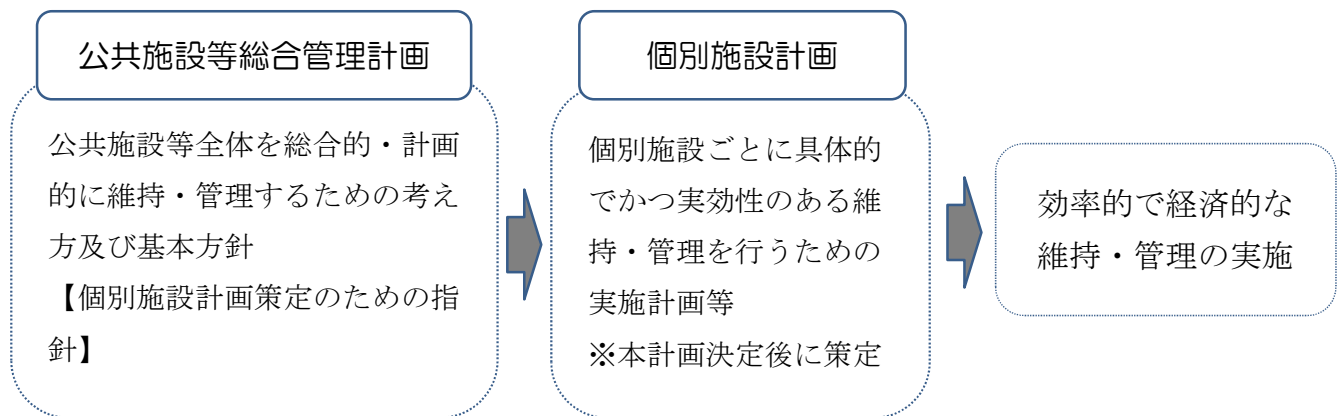 公共施設等総合管理計画
公共施設等全体を総合的・計画
的に維持・管理するための考え
方及び基本方針
【個別施設計画策定のための指
針】
個別施設計画
個別施設ごとに具体的
でかつ実効性のある維
持・管理を行うための
実施計画等
※本計画決定後に策定
効率的で経済的な
維持・管理の実施